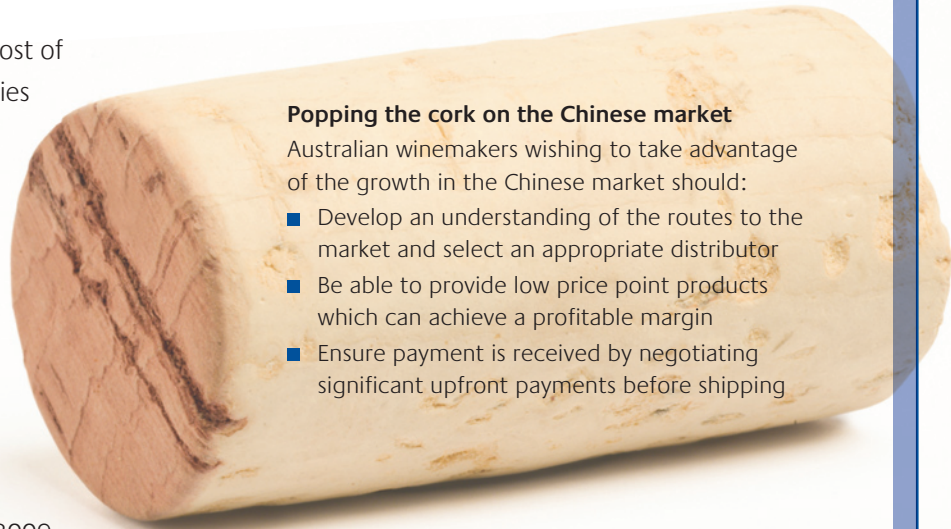 ost of
ies
Popping the cork on the Chinese market
Australian winemakers wishing to take advantage
of the growth in the Chinese market should:
Develop an understanding of the routes to the
market and select an appropriate distributor
Be able to provide low price point products
which can achieve a profitable margin
Ensure payment is received by negotiating
significant upfront payments before shipping
2009